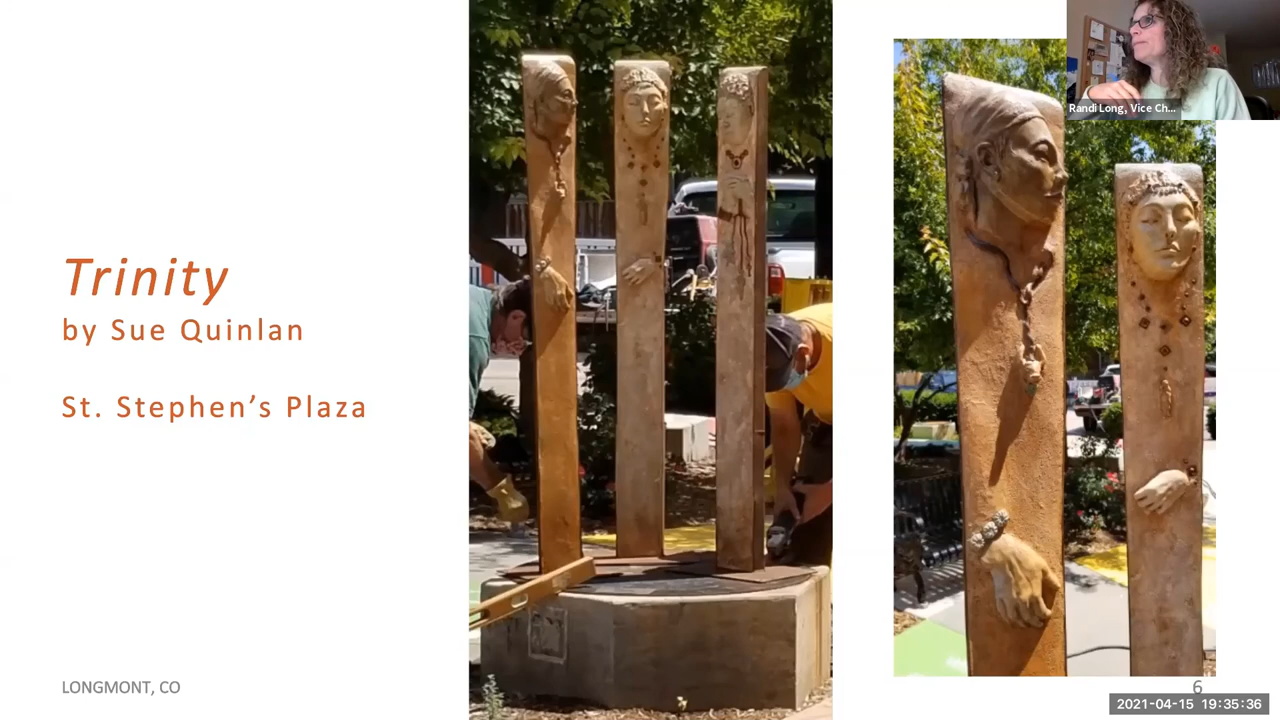 Trinity
by Sue Quinlan
St. Stephen's Plaza
LONGMONT, CO
Randi Long, Vice Ch...
6
2021-04-15 19:35:36